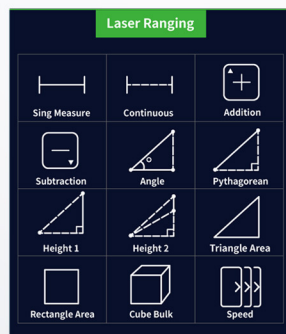 Laser Ranging
Sing Measure
Continuous
Addition
Subtraction
Angle
Pythagorean
Height 1
Height 2
Triangle Area
Rectangle Area
Cube Bulk
Speed